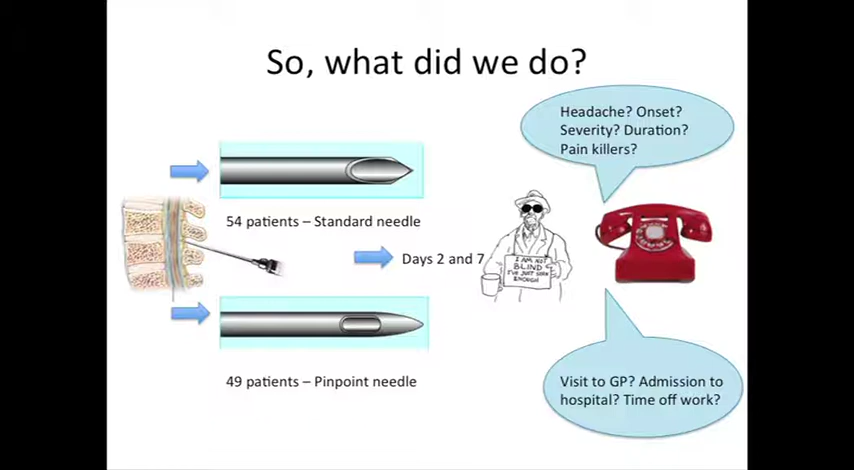 So, what did we do?
Headache? Onset?
Severity? Duration?
Pain killers?
54 patients – Standard needle
Days 2 and 7
I AM NOT
BLIND
I'VE JUST SEEN
ENOUGH
49 patients – Pinpoint needle
Visit to GP? Admission to
hospital? Time off work?